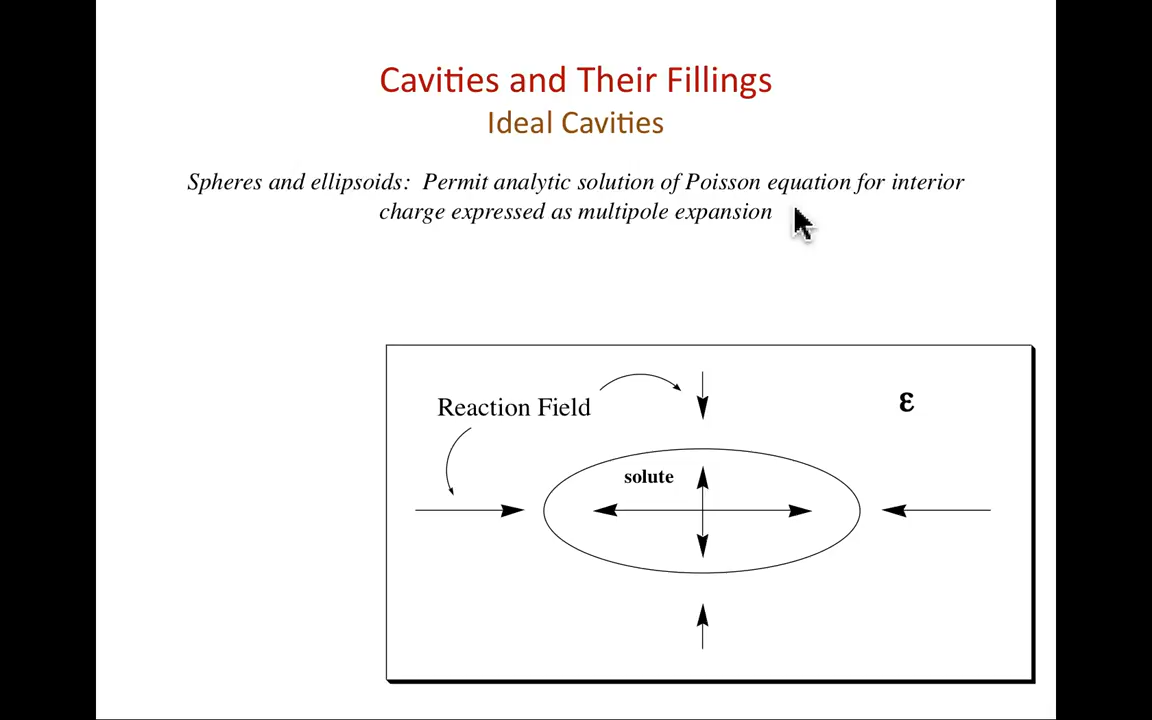 Cavities and Their Fillings
Ideal Cavities
Spheres and ellipsoids: Permit analytic solution of Poisson equation for interior
charge expressed as multipole expansion
Reaction Field
ε
solute